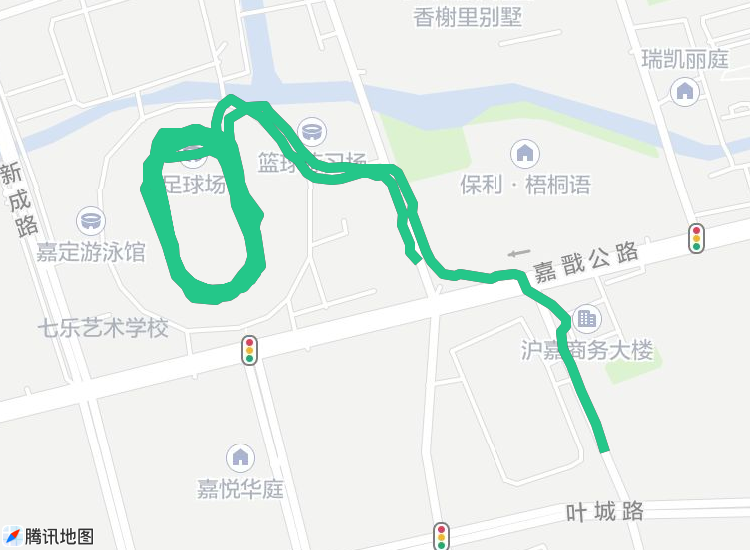 香榭里别墅
瑞凯丽庭
篮球练习场
足球场
保利·梧桐语
新成路
嘉定游泳馆
嘉戬公路
七乐艺术学校
沪嘉商务大楼
嘉悦华庭
叶城路
腾讯地图